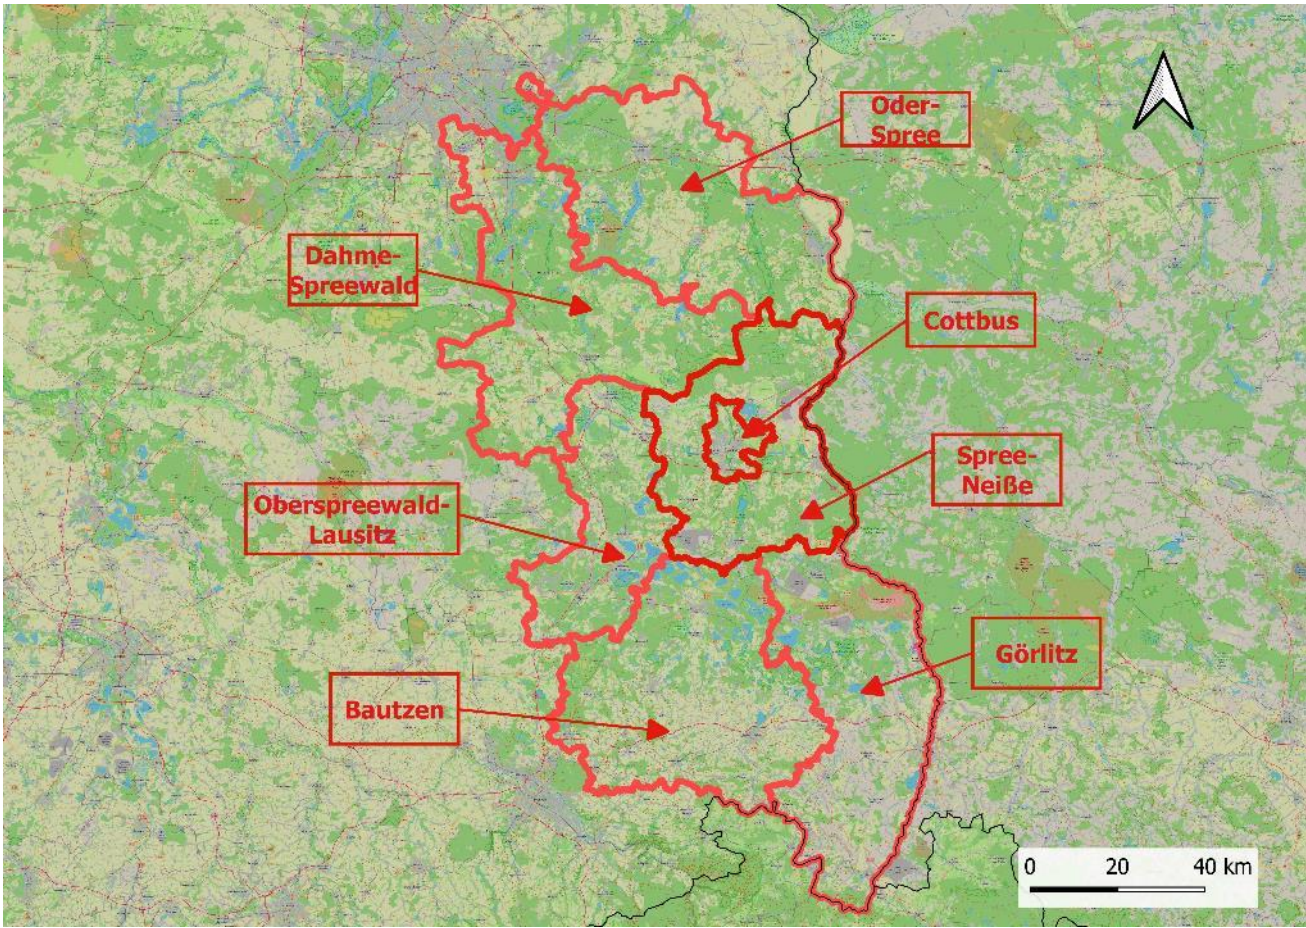 Oder-
Spree
Dahme-
Spreewald
Cottbus
Spree-
Neiße
Oberspreewald-
Lausitz
Görlitz
Bautzen
0 20 40 km